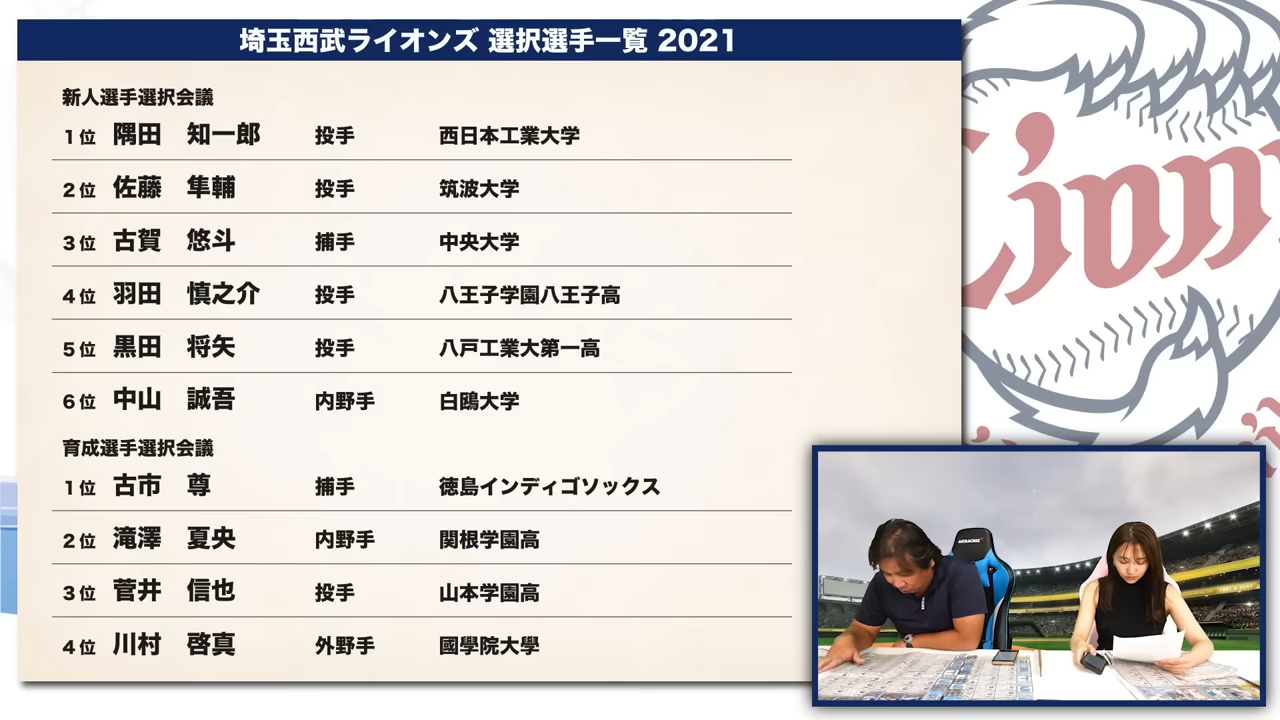 埼玉西武ライオンズ 選択選手一覧 2021
新人選手選択会議
1位 隅田 知一郎 投手 西日本工業大学
2位 佐藤 隼輔 投手 筑波大学
3位 古賀 悠斗 捕手 中央大学
4位 羽田 慎之介 投手 八王子学園八王子高
5位 黒田 将矢 投手 八戸工業大第一高
6位 中山 誠吾 内野手 白鴎大学
育成選手選択会議
1位 古市 尊 捕手 徳島インディゴソックス
2位 滝澤 夏央 内野手 関根学園高
3位 菅井 信也 投手 山本学園高
4位 川村 啓真 外野手 國學院大學
Lions
AKRACING